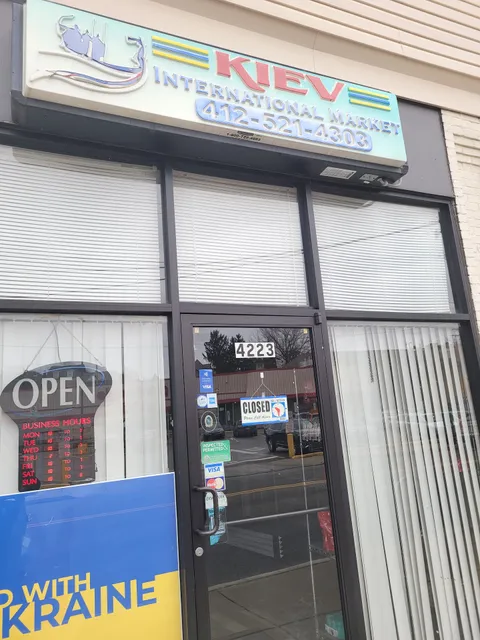 KIEV
INTERNATIONAL MARKET
412-521-4303
4223
OPEN
CLOSED
BUSINESS HOURS
MON
TUE
WED
THU
FRI
SAT
SUN
VISA
WITH
KRAINE